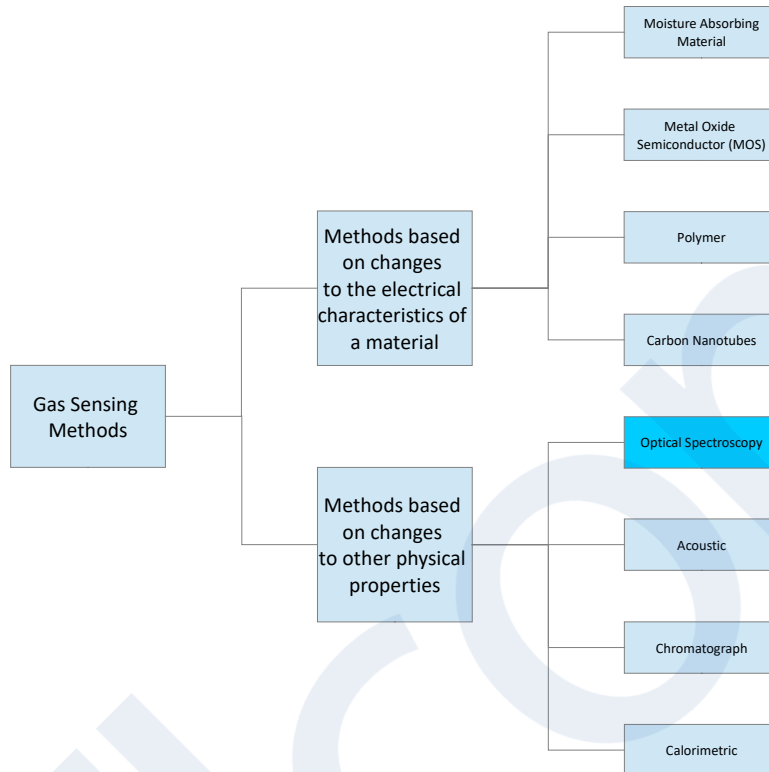 Moisture Absorbing
Material
Metal Oxide
Semiconductor (MOS)
Methods based
on changes
to the electrical
characteristics of
a material
Polymer
Carbon Nanotubes
Gas Sensing
Methods
Optical Spectroscopy
Methods based
on changes
to other physical
properties
Acoustic
Chromatograph
Calorimetric